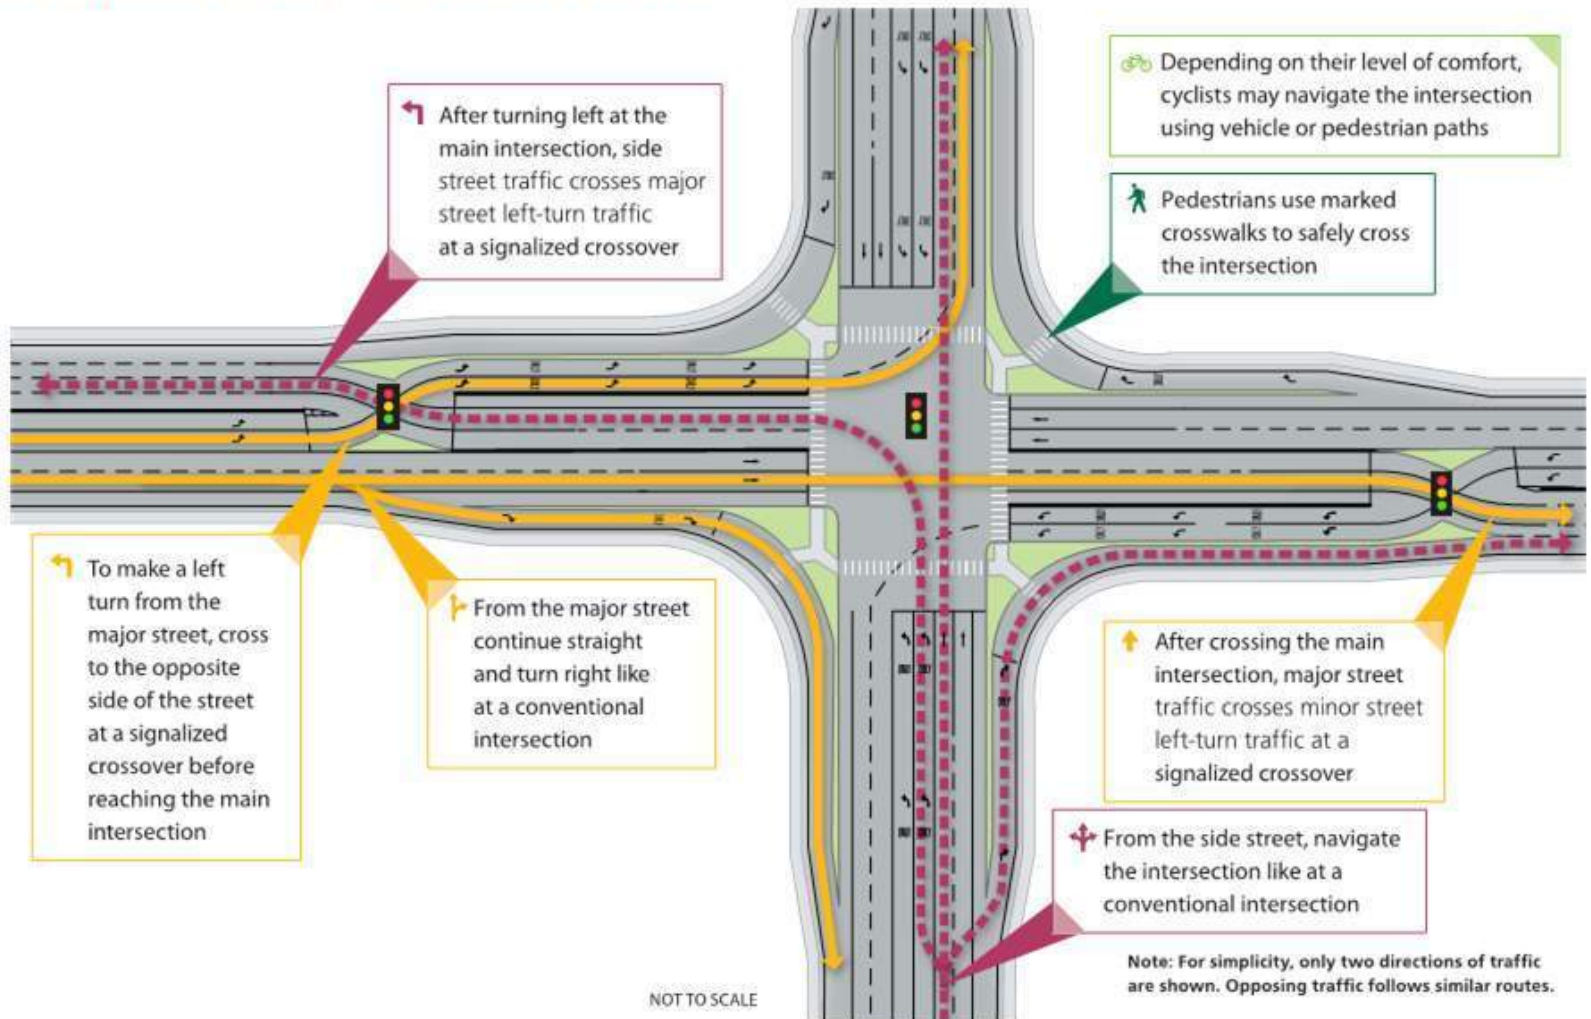 After turning left at the
main intersection, side
street traffic crosses major
street left-turn traffic
at a signalized crossover
Depending on their level of comfort,
cyclists may navigate the intersection
using vehicle or pedestrian paths
Pedestrians use marked
crosswalks to safely cross
the intersection
To make a left
turn from the
major street, cross
to the opposite
side of the street
at a signalized
crossover before
reaching the main
intersection
From the major street
continue straight
and turn right like
at a conventional
intersection
After crossing the main
intersection, major street
traffic crosses minor street
left-turn traffic at a
signalized crossover
From the side street, navigate
the intersection like at a
conventional intersection
Note: For simplicity, only two directions of traffic
are shown. Opposing traffic follows similar routes.
NOT TO SCALE